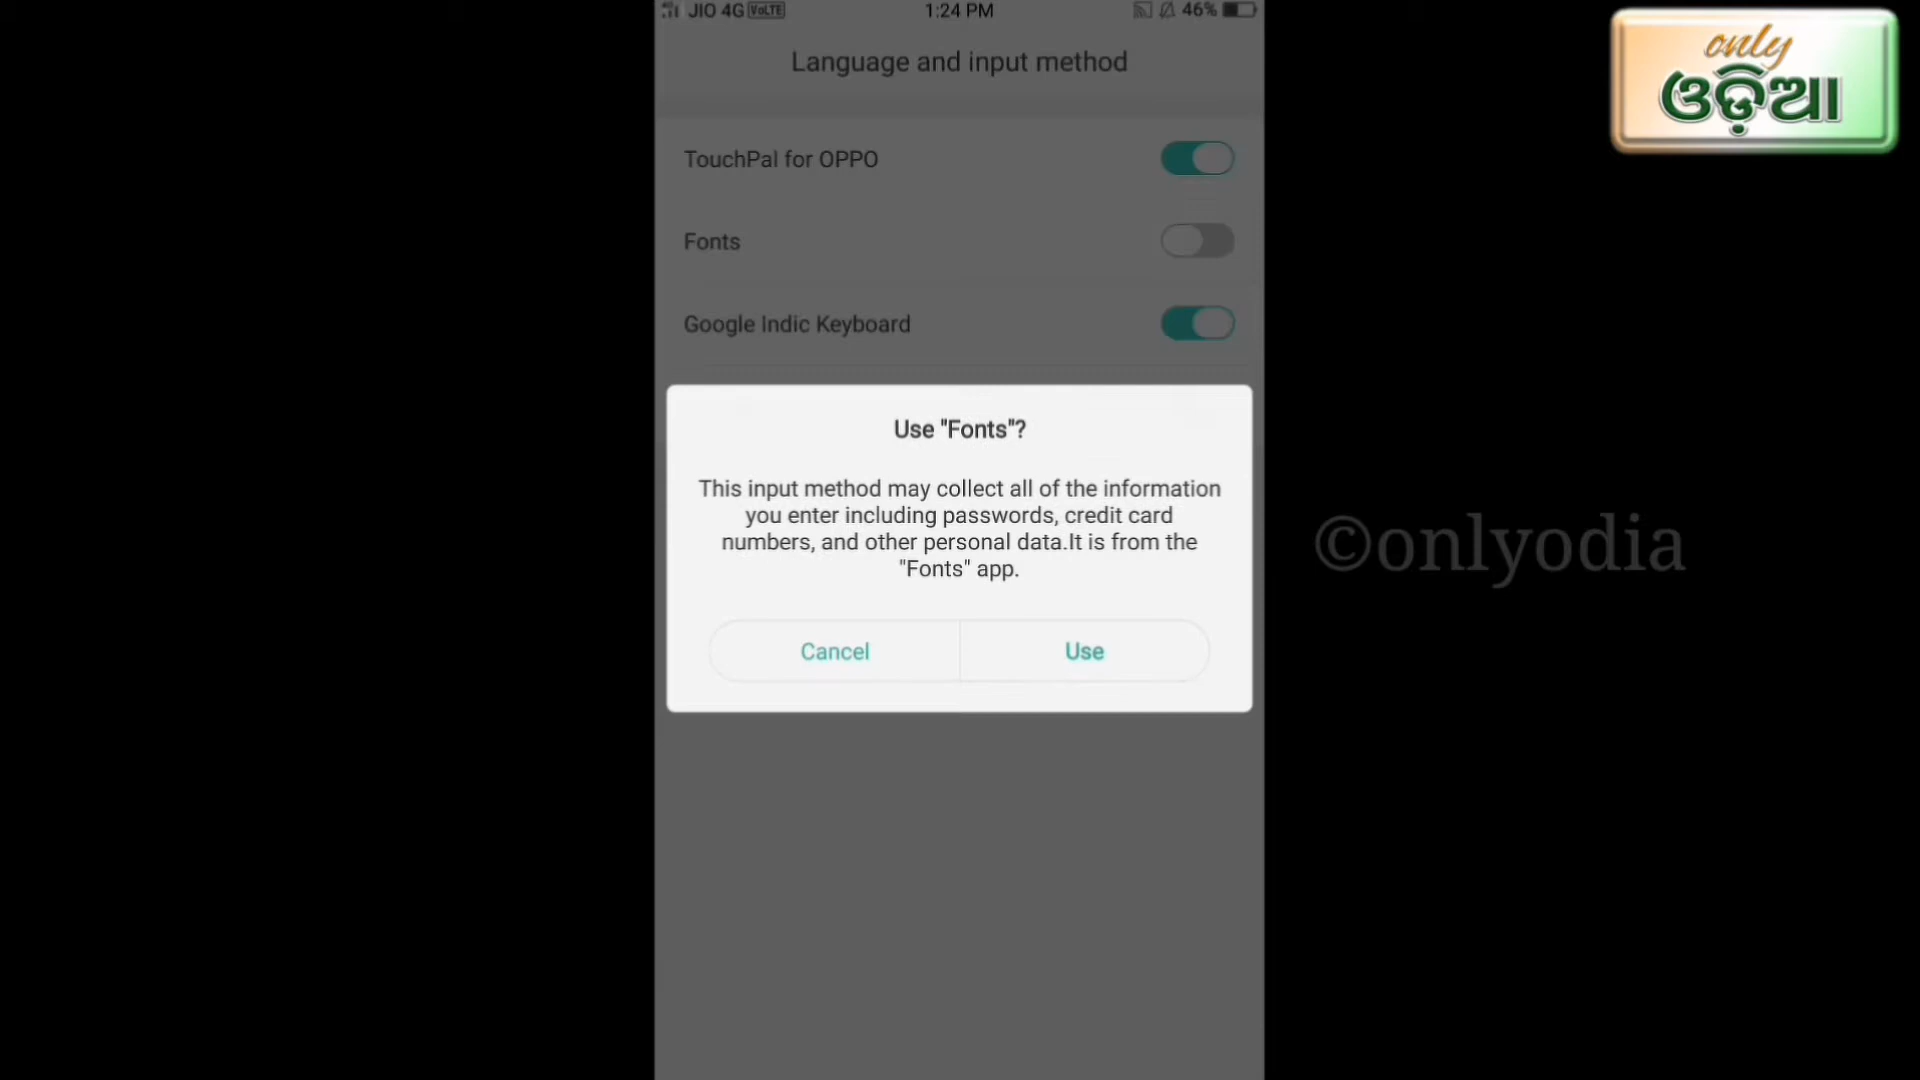 JIO 4G VoLTE 1:24 PM 46%
only
ଓଡ଼ିଆ
Language and input method
TouchPal for OPPO
Fonts
Google Indic Keyboard
Use "Fonts"?
This input method may collect all of the information
you enter including passwords, credit card
numbers, and other personal data.It is from the
"Fonts" app.
Cancel Use
©onlyodia